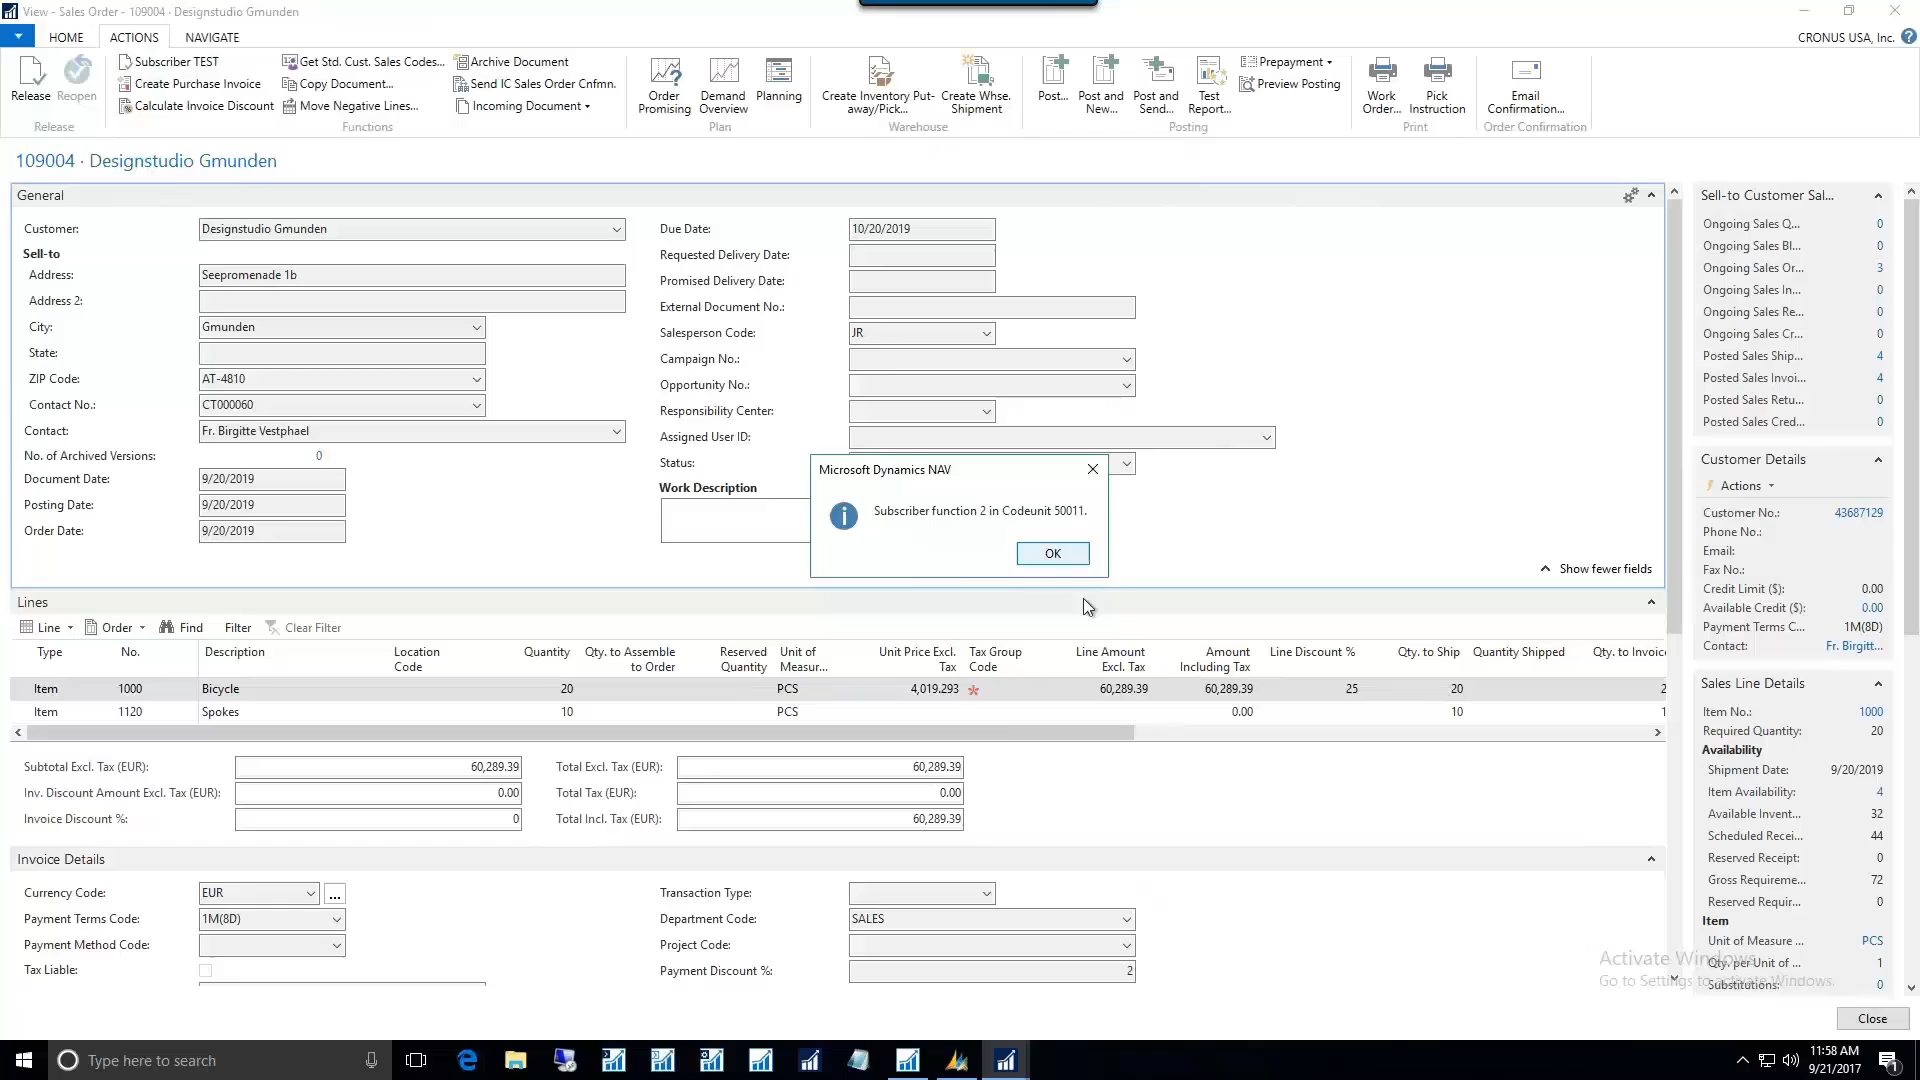 View - Sales Order - 109004 · Designstudio Gmunden
HOME
ACTIONS
NAVIGATE
CRONUS USA, Inc.
Release
Reopen
Release
Subscriber TEST
Create Purchase Invoice
Calculate Invoice Discount
Get Std. Cust. Sales Codes...
Copy Document...
Move Negative Lines...
Archive Document
Send IC Sales Order Cnfmn.
Incoming Document
Functions
Order
Promising
Demand
Overview
Planning
Plan
Create Inventory Put-
away/Pick...
Create Whse.
Shipment
Warehouse
Post...
Post and
New...
Post and
Send...
Test
Report...
Prepayment
Preview Posting
Posting
Work
Order...
Pick
Instruction
Print
Email
Confirmation...
Order Confirmation
109004 · Designstudio Gmunden
General
Customer: Designstudio Gmunden
Sell-to
Address: Seepromenade 1b
Address 2:
City: Gmunden
State:
ZIP Code: AT-4810
Contact No.: CT000060
Contact: Fr. Birgitte Vestphael
No. of Archived Versions: 0
Document Date: 9/20/2019
Posting Date: 9/20/2019
Order Date: 9/20/2019
Due Date: 10/20/2019
Requested Delivery Date:
Promised Delivery Date:
External Document No.:
Salesperson Code: JR
Campaign No.:
Opportunity No.:
Responsibility Center:
Assigned User ID:
Status:
Work Description
Microsoft Dynamics NAV
Subscriber function 2 in Codeunit 50011.
OK
Show fewer fields
Lines
Line Order Find Filter Clear Filter
Type No. Description Location Code Quantity Qty. to Assemble to Order Reserved Quantity Unit of Measur... Unit Price Excl. Tax Tax Group Code Line Amount Excl. Tax Amount Including Tax Line Discount % Qty. to Ship Quantity Shipped Qty. to Invoice
Item 1000 Bicycle 20 PCS 4,019.293 * 60,289.39 60,289.39 25 20
Item 1120 Spokes 10 PCS 0.00 10
Subtotal Excl. Tax (EUR): 60,289.39
Inv. Discount Amount Excl. Tax (EUR): 0.00
Invoice Discount %: 0
Total Excl. Tax (EUR): 60,289.39
Total Tax (EUR): 0.00
Total Incl. Tax (EUR): 60,289.39
Invoice Details
Currency Code: EUR ...
Payment Terms Code: 1M(8D)
Payment Method Code:
Tax Liable:
Transaction Type:
Department Code: SALES
Project Code:
Payment Discount %: 2
Sell-to Customer Sal...
Ongoing Sales Q... 0
Ongoing Sales Bl... 0
Ongoing Sales Or... 3
Ongoing Sales In... 0
Ongoing Sales Re... 0
Ongoing Sales Cr... 0
Posted Sales Ship... 4
Posted Sales Invoi... 4
Posted Sales Retu... 0
Posted Sales Cred... 0
Customer Details
Actions
Customer No.: 43687129
Phone No.:
Email:
Fax No.:
Credit Limit ($): 0.00
Available Credit ($): 0.00
Payment Terms C... 1M(8D)
Contact: Fr. Birgitt...
Sales Line Details
Item No.: 1000
Required Quantity: 20
Availability
Shipment Date: 9/20/2019
Item Availability: 4
Available Invent... 32
Scheduled Recei... 44
Reserved Receipt: 0
Gross Requireme... 72
Reserved Requir... 0
Item
Unit of Measure ... PCS
Qty. per Unit of ... 1
Substitutions: 0
Activate Windows
Go to Settings to activate Windows.
Close
Type here to search
11:58 AM
9/21/2017
1